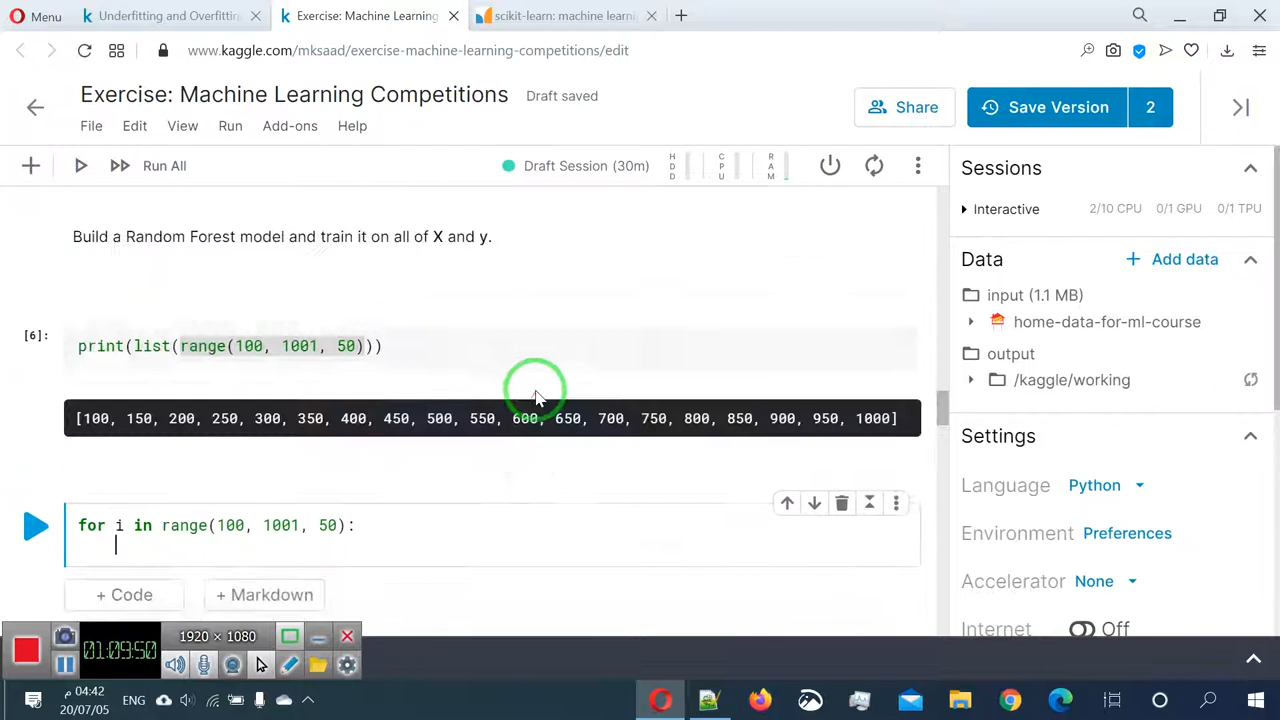 Menu
Underfitting and Overfittin
Exercise: Machine Learning
scikit-learn: machine learni
www.kaggle.com/mksaad/exercise-machine-learning-competitions/edit
Exercise: Machine Learning Competitions
Draft saved
Share
Save Version
2
File Edit View Run Add-ons Help
Run All
Draft Session (30m)
HDD
CPU
RAM
Build a Random Forest model and train it on all of X and y.
[6]:
print(list(range(100, 1001, 50)))
[100, 150, 200, 250, 300, 350, 400, 450, 500, 550, 600, 650, 700, 750, 800, 850, 900, 950, 1000]
for i in range(100, 1001, 50):
+ Code
+ Markdown
Sessions
Interactive
2/10 CPU 0/1 GPU 0/1 TPU
Data
+ Add data
input (1.1 MB)
home-data-for-ml-course
output
/kaggle/working
Settings
Language Python
Environment Preferences
Accelerator None
Internet Off
01:09:50
1920 × 1080
04:42 م
20/07/05
ENG